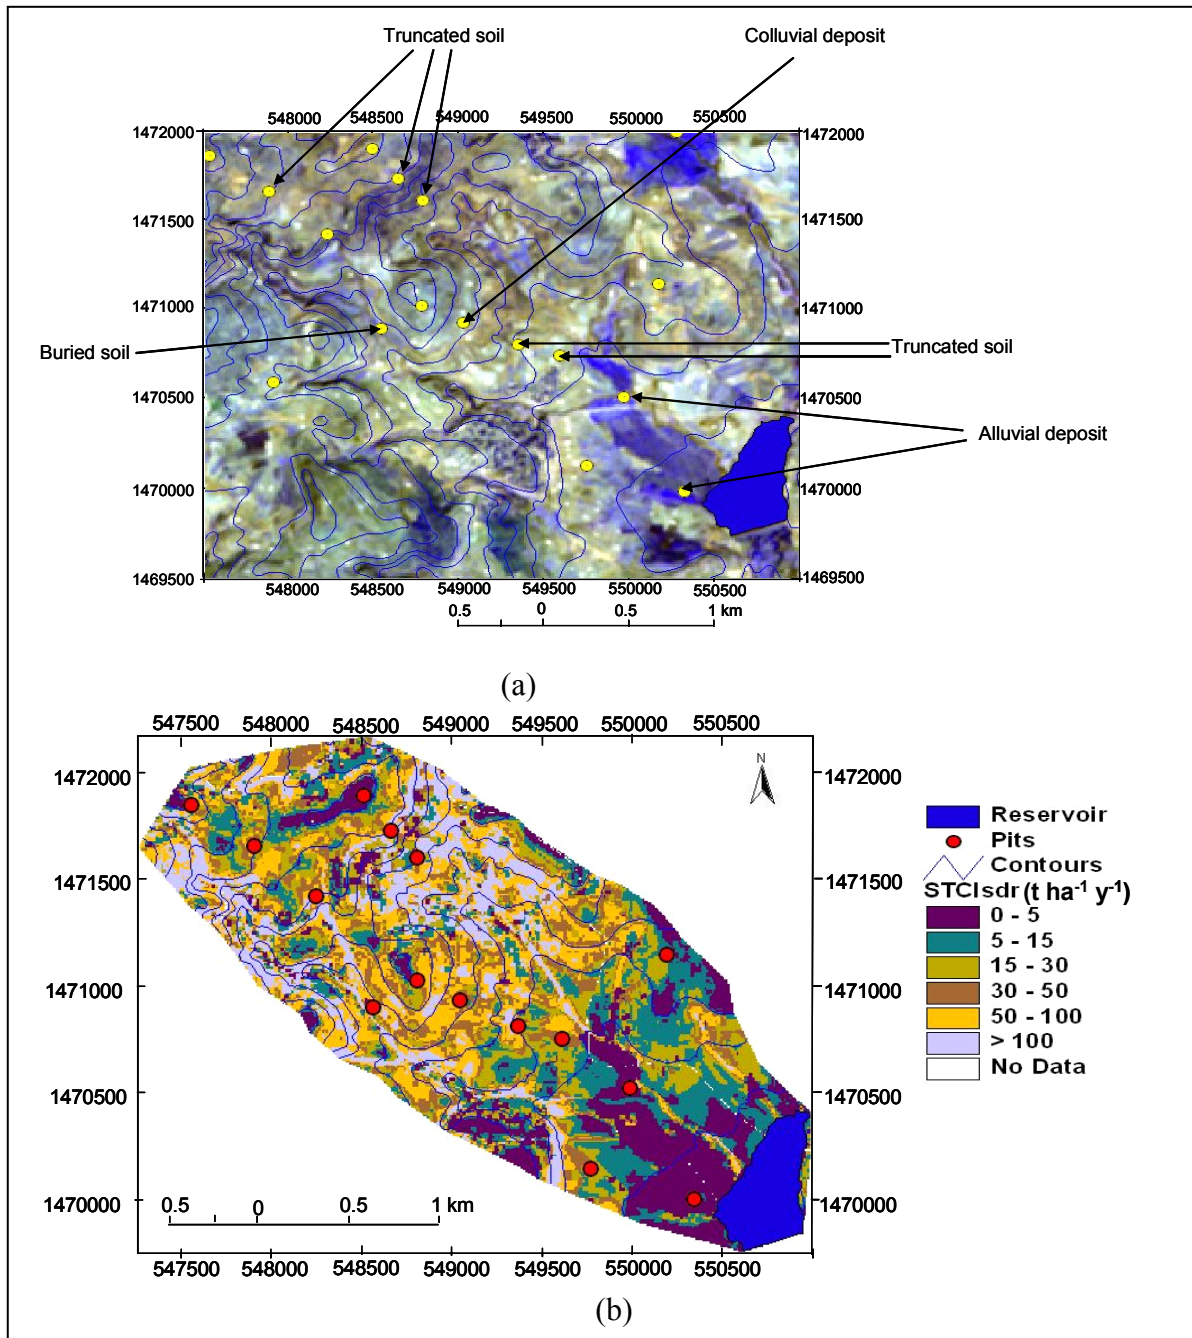 Truncated soil
Colluvial deposit
548000 548500 549000 549500 550000 550500
1472000 1472000
1471500 1471500
1471000 1471000
Buried soil
Truncated soil
1470500 1470500
Alluvial deposit
1470000 1470000
1469500 1469500
548000 548500 549000 549500 550000 550500
0.5 0 0.5 1 km
(a)
547500 548000 548500 549000 549500 550000 550500
N
1472000 1472000
Reservoir
Pits
Contours
1471500 1471500
STCIsdr (t ha⁻¹ y⁻¹)
0 - 5
5 - 15
15 - 30
1471000 1471000
30 - 50
50 - 100
> 100
No Data
1470500 1470500
1470000 1470000
0.5 0 0.5 1 km
547500 548000 548500 549000 549500 550000 550500
(b)